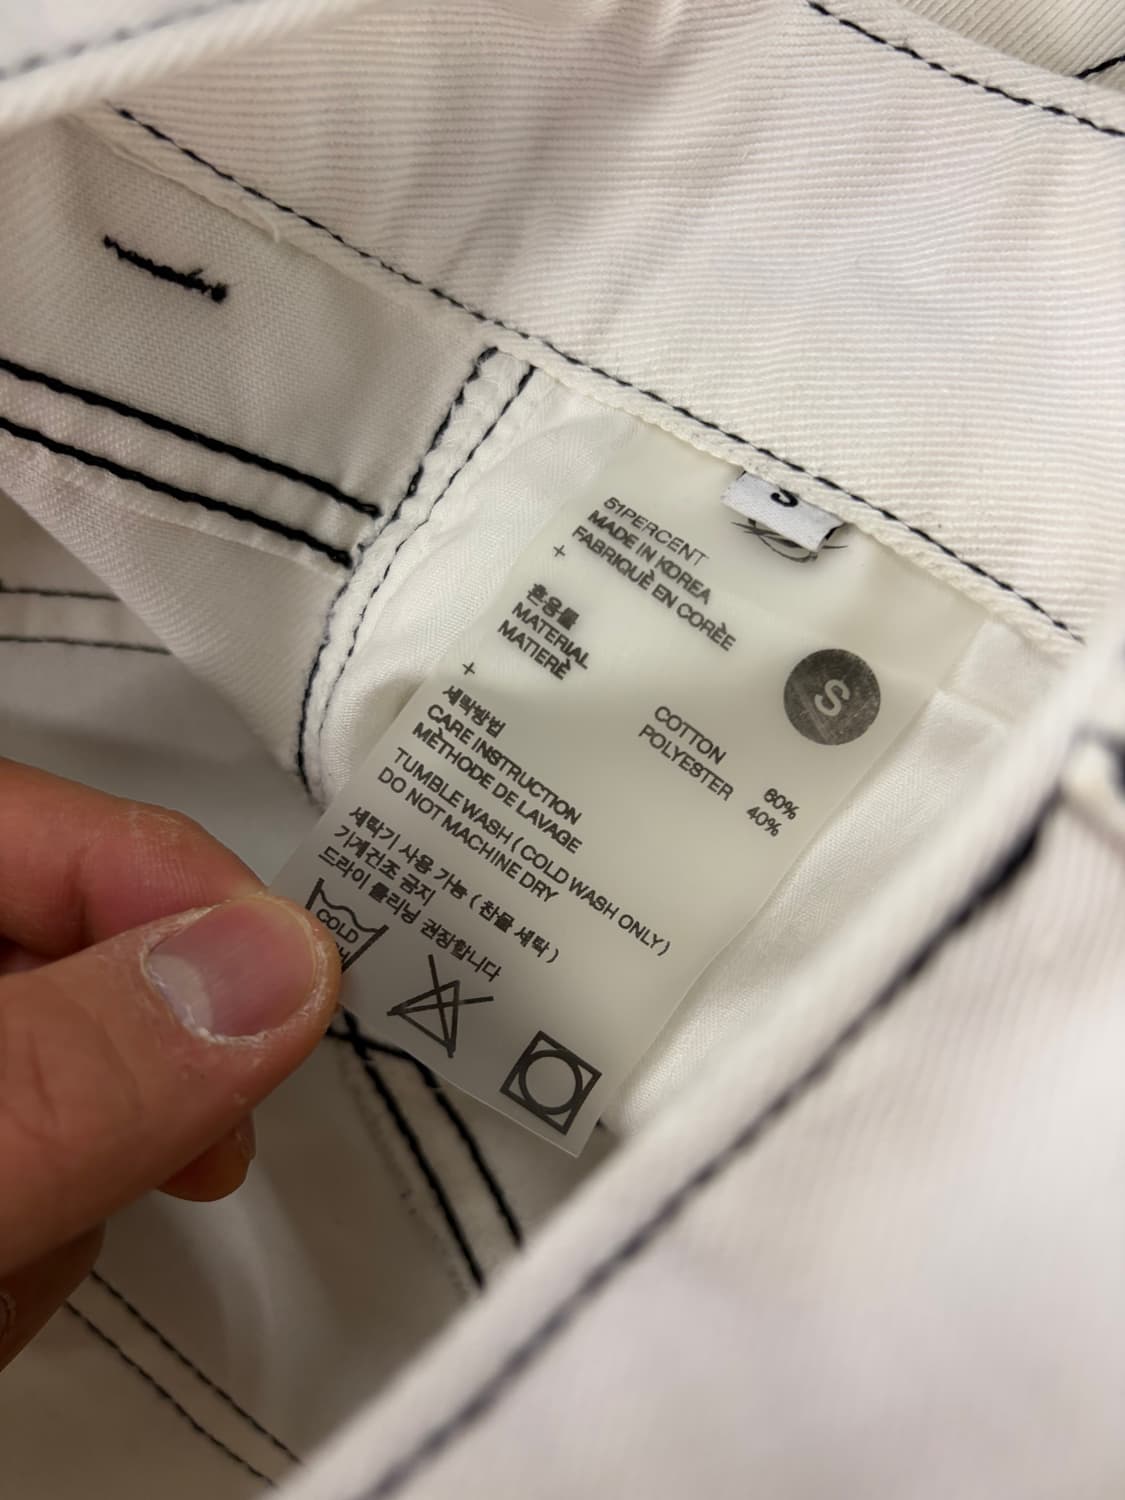 S
51PERCENT
MADE IN KOREA
FABRIQUÈ EN CORÈE
+
혼용률
MATERIAL
MATIERÈ
S
COTTON 60%
POLYESTER 40%
+
세탁방법
CARE INSTRUCTION
MÈTHODE DE LAVAGE
TUMBLE WASH ( COLD WASH ONLY )
DO NOT MACHINE DRY
세탁기 사용 가능 ( 찬물 세탁 )
기계건조 금지
드라이 클리닝 권장합니다
COLD